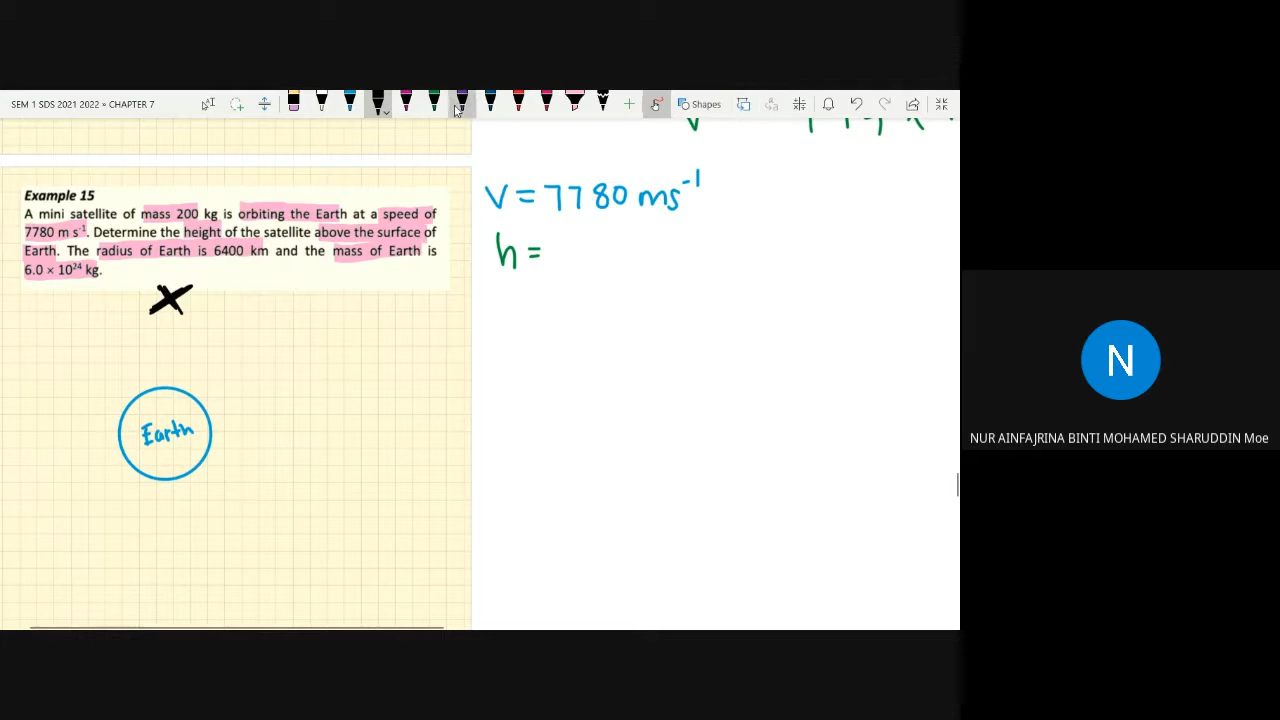 SEM 1 SDS 2021 2022 » CHAPTER 7
Shapes
Example 15
A mini satellite of mass 200 kg is orbiting the Earth at a speed of
7780 m s⁻¹. Determine the height of the satellite above the surface of
Earth. The radius of Earth is 6400 km and the mass of Earth is
6.0 × 10²⁴ kg.
Earth
v = 7780 ms⁻¹
h =
N
NUR AINFAJRINA BINTI MOHAMED SHARUDDIN Moe